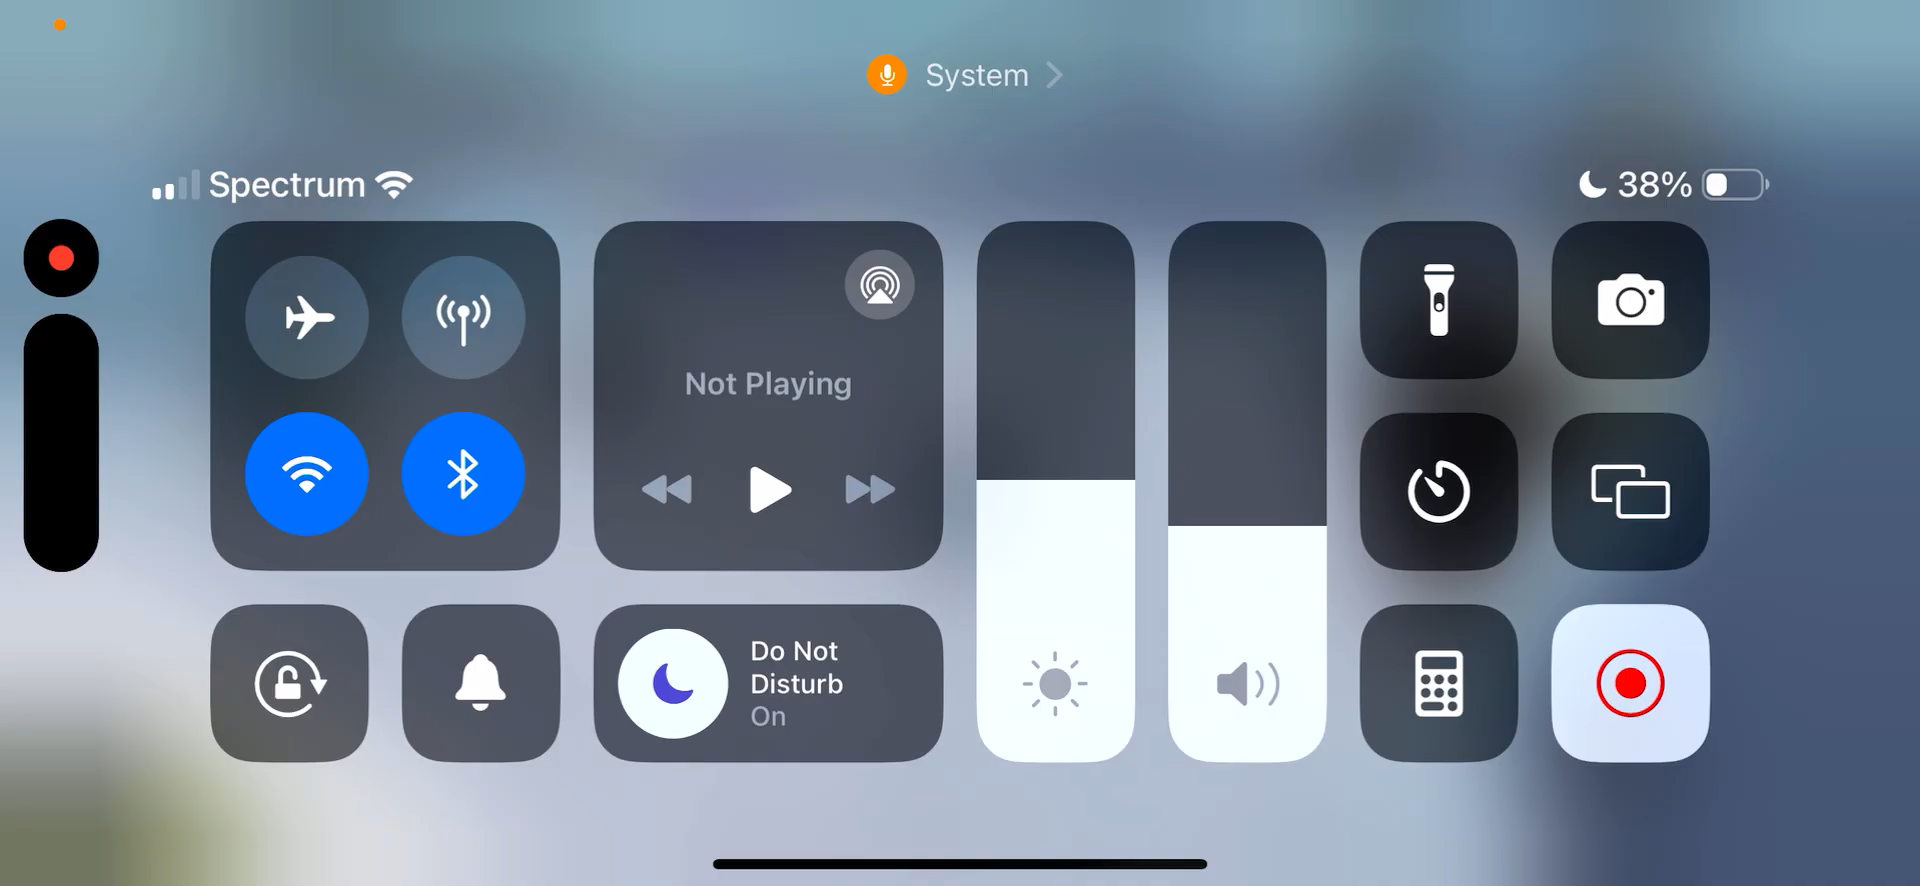 System
Spectrum
38%
Not Playing
Do Not
Disturb
On